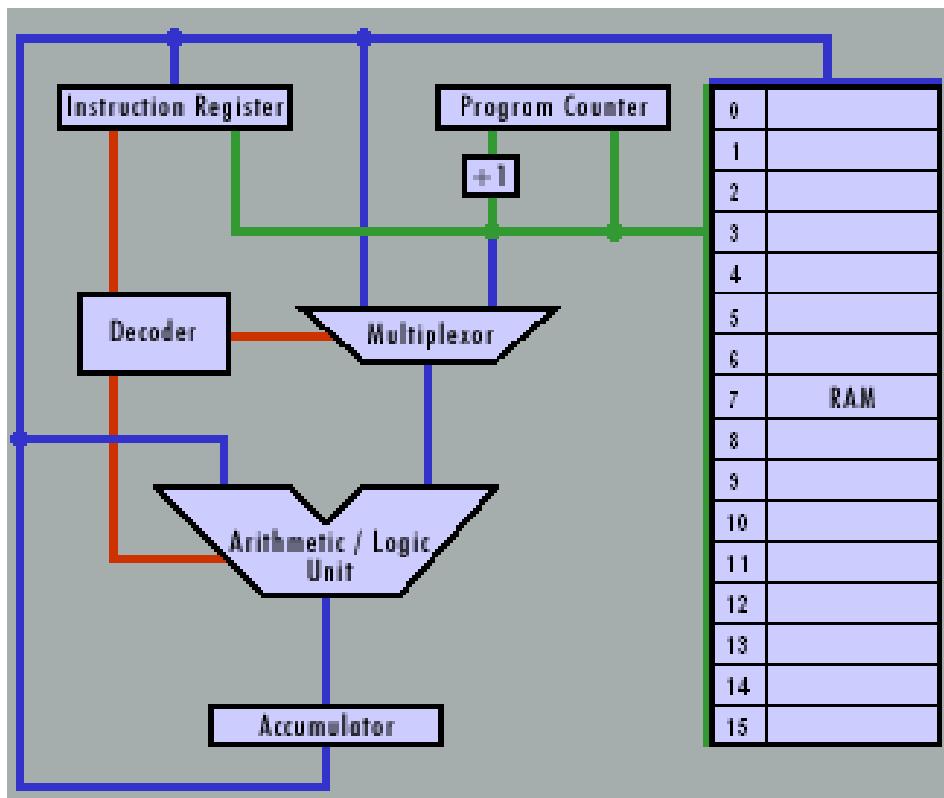 Instruction Register
Program Counter
+1
Decoder
Multiplexor
Arithmetic / Logic
Unit
Accumulator
0
1
2
3
4
5
6
7 RAM
8
9
10
11
12
13
14
15